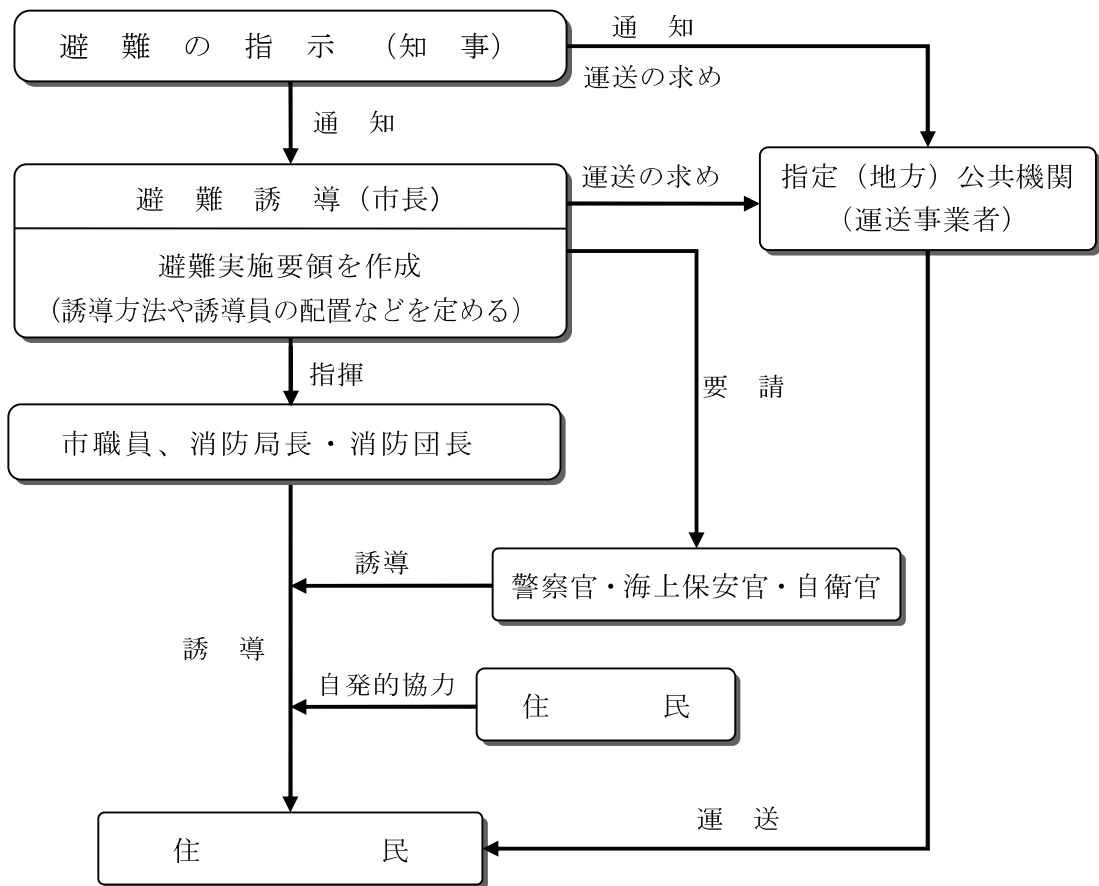 避難の指示（知事）
通知
運送の求め
通知
避難誘導（市長）
運送の求め
指定（地方）公共機関
（運送事業者）
避難実施要領を作成
（誘導方法や誘導員の配置などを定める）
指揮
要請
市職員、消防局長・消防団長
誘導
警察官・海上保安官・自衛官
誘導
自発的協力
住民
運送
住民